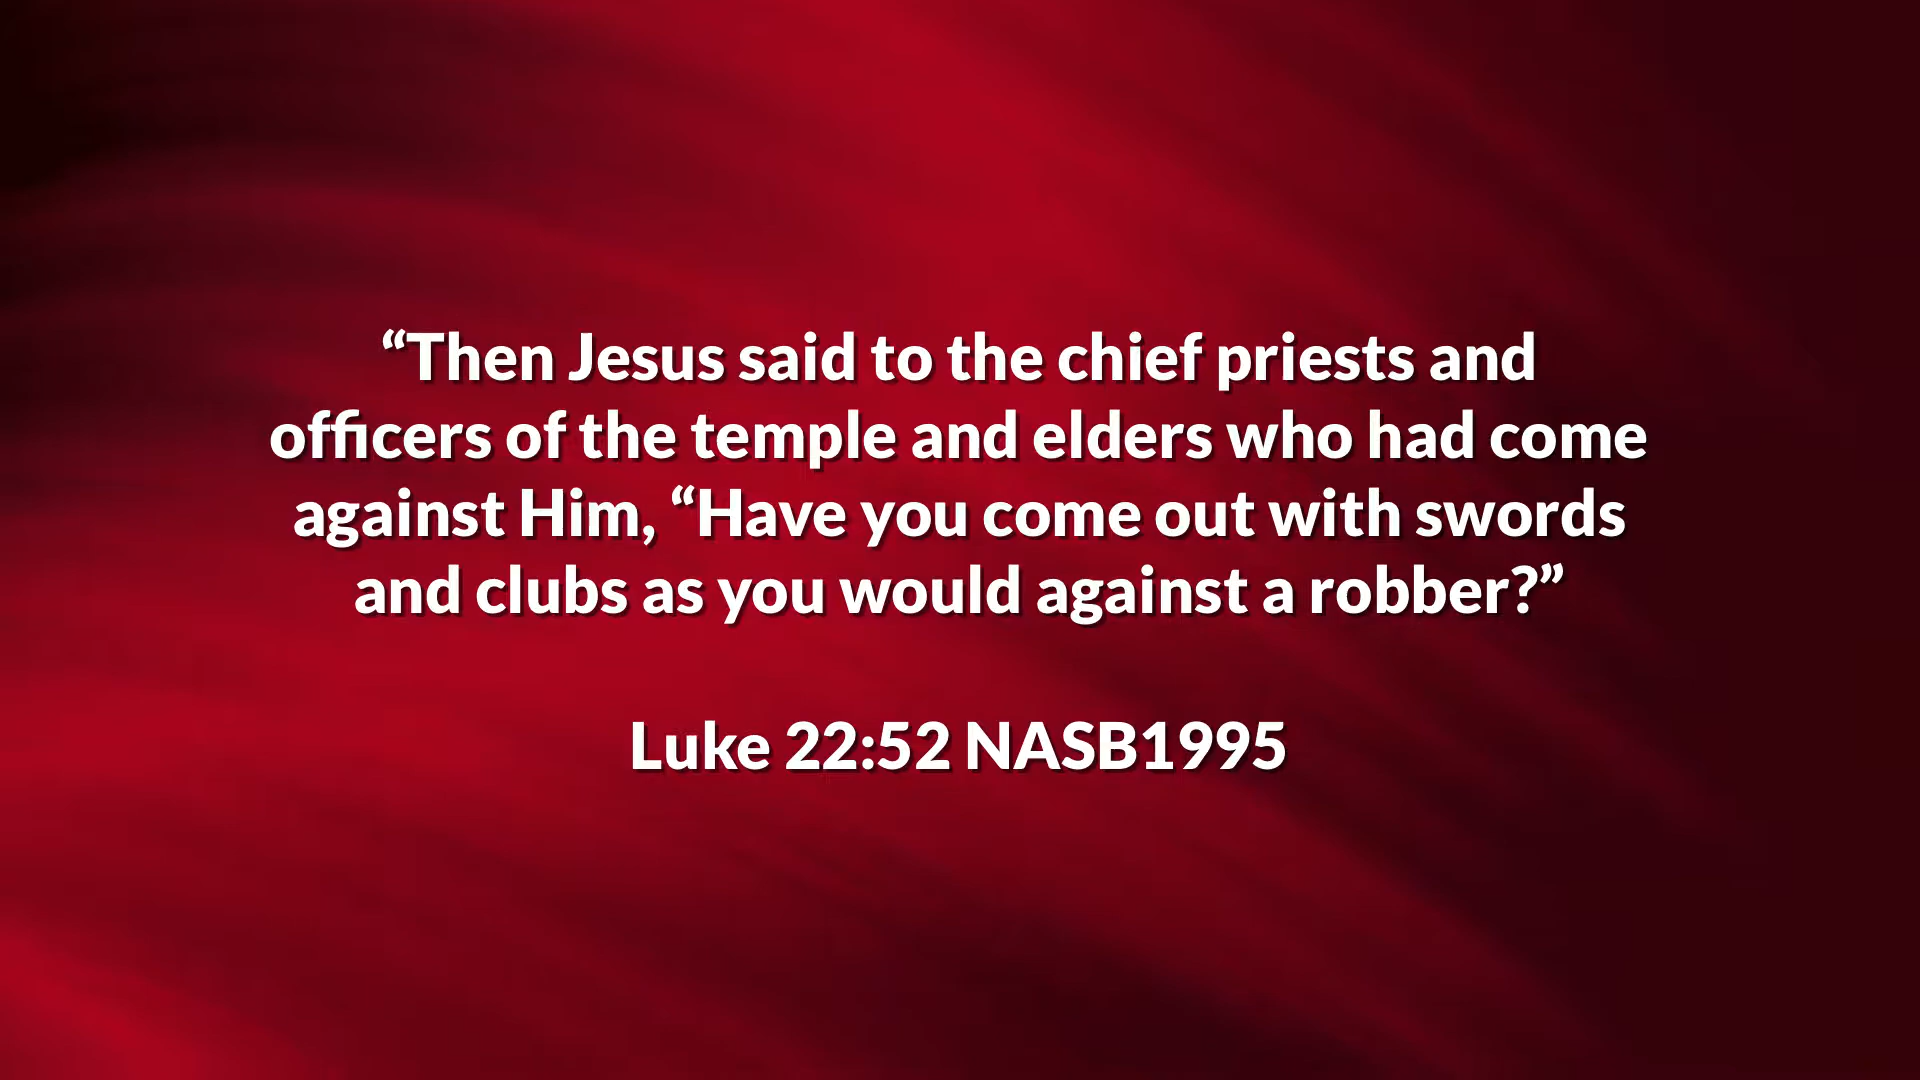 “Then Jesus said to the chief priests and
officers of the temple and elders who had come
against Him, “Have you come out with swords
and clubs as you would against a robber?”
Luke 22:52 NASB1995